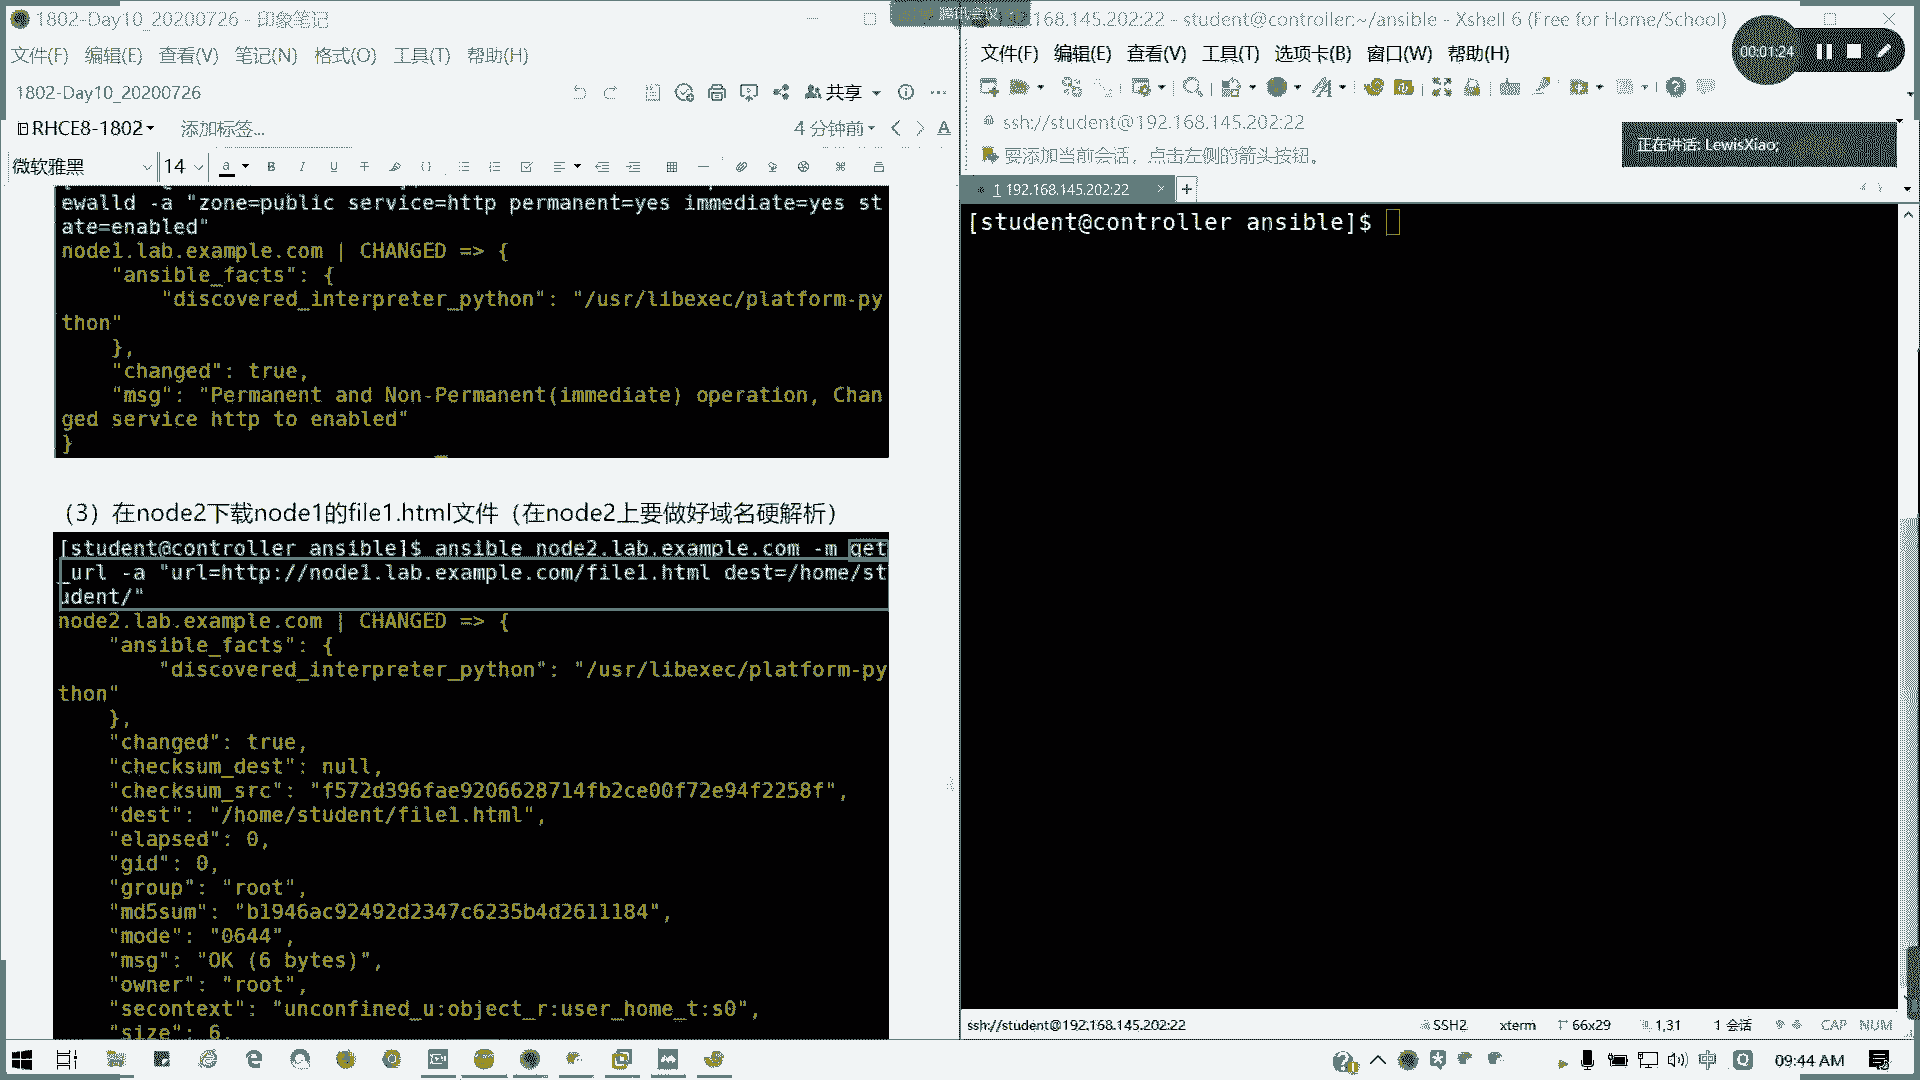 1802-Day10_20200726 - 印象笔记
文件(F) 编辑(E) 查看(V) 笔记(N) 格式(O) 工具(T) 帮助(H)
1802-Day10_20200726
共享
RHCE8-1802
添加标签...
4 分钟前
微软雅黑
14
ewalld -a "zone=public service=http permanent=yes immediate=yes st
ate=enabled"
node1.lab.example.com | CHANGED => {
"ansible_facts": {
"discovered_interpreter_python": "/usr/libexec/platform-py
thon"
},
"changed": true,
"msg": "Permanent and Non-Permanent(immediate) operation, Chan
ged service http to enabled"
}
（3）在node2下载node1的file1.html文件（在node2上要做好域名硬解析）
[student@controller ansible]$ ansible node2.lab.example.com -m get
_url -a "url=http://node1.lab.example.com/file1.html dest=/home/st
udent/"
node2.lab.example.com | CHANGED => {
"ansible_facts": {
"discovered_interpreter_python": "/usr/libexec/platform-py
thon"
},
"changed": true,
"checksum_dest": null,
"checksum_src": "f572d396fae9206628714fb2ce00f72e94f2258f",
"dest": "/home/student/file1.html",
"elapsed": 0,
"gid": 0,
"group": "root",
"md5sum": "b1946ac92492d2347c6235b4d2611184",
"mode": "0644",
"msg": "OK (6 bytes)",
"owner": "root",
"secontext": "unconfined_u:object_r:user_home_t:s0",
"size": 6,
腾讯会议
192.168.145.202:22 - student@controller:~/ansible - Xshell 6 (Free for Home/School)
文件(F) 编辑(E) 查看(V) 工具(T) 选项卡(B) 窗口(W) 帮助(H)
00:01:24
ssh://student@192.168.145.202:22
正在讲话: LewisXiao;
要添加当前会话，点击左侧的箭头按钮。
1 192.168.145.202:22
[student@controller ansible]$
ssh://student@192.168.145.202:22
SSH2
xterm
66x29
1,31
1 会话
CAP NUM
中
09:44 AM